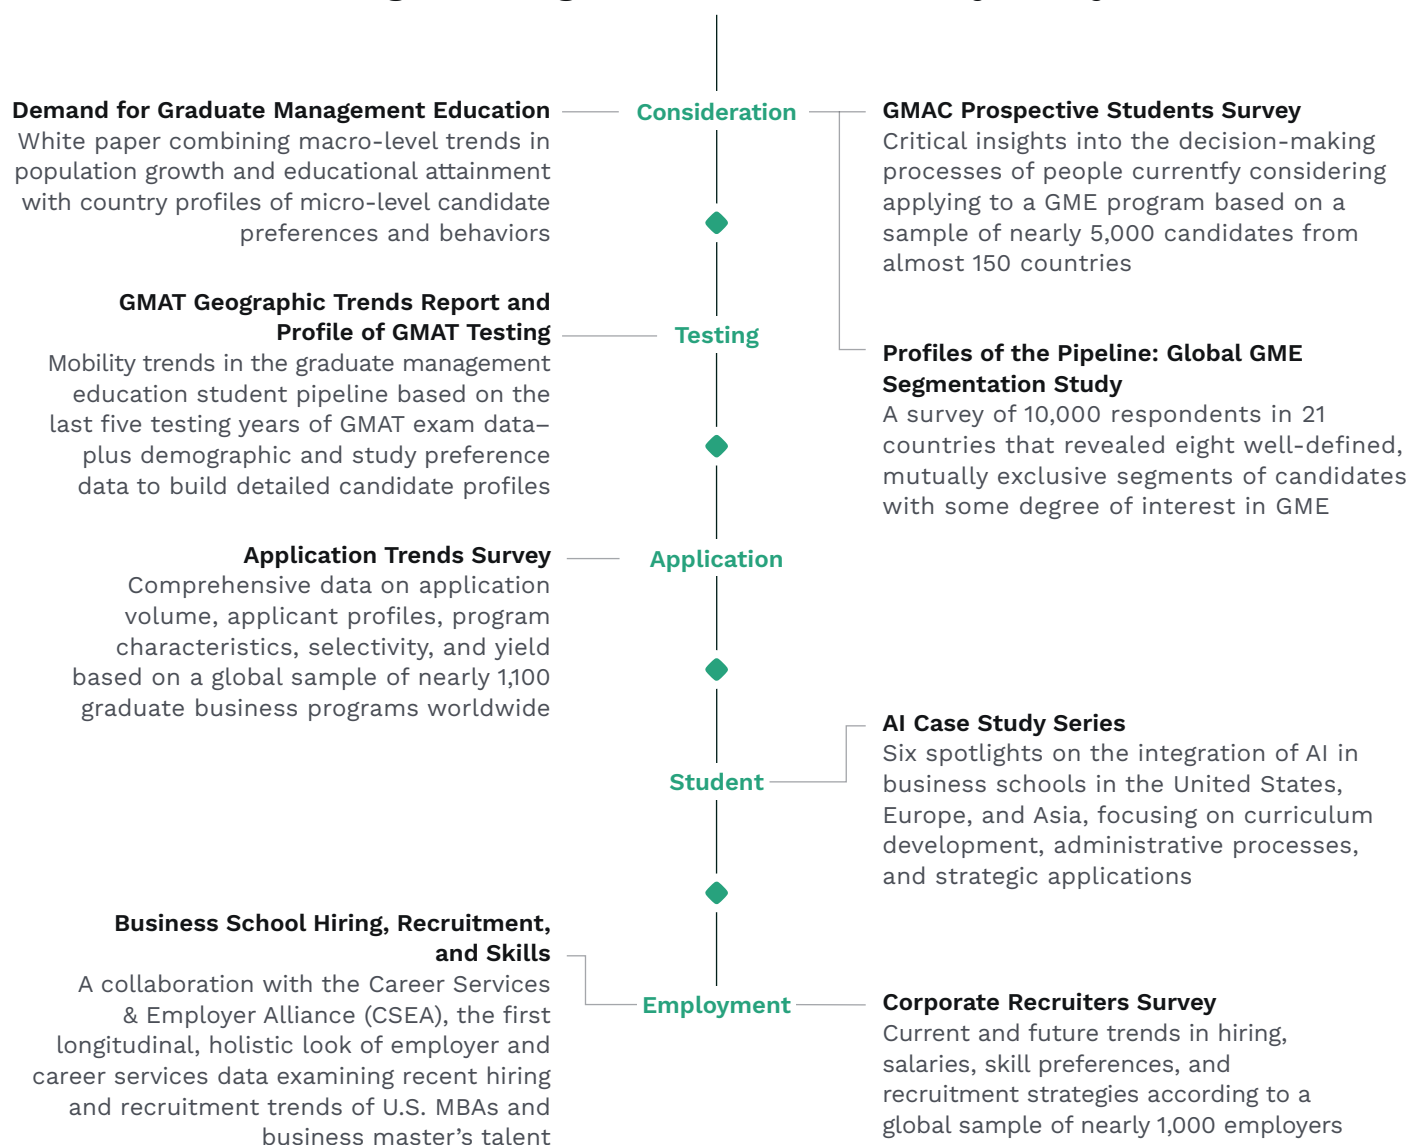 Demand for Graduate Management Education
White paper combining macro-level trends in
population growth and educational attainment
with country profiles of micro-level candidate
preferences and behaviors
Consideration
GMAC Prospective Students Survey
Critical insights into the decision-making
processes of people currentfy considering
applying to a GME program based on a
sample of nearly 5,000 candidates from
almost 150 countries
GMAT Geographic Trends Report and
Profile of GMAT Testing
Mobility trends in the graduate management
education student pipeline based on the
last five testing years of GMAT exam data–
plus demographic and study preference
data to build detailed candidate profiles
Testing
Profiles of the Pipeline: Global GME
Segmentation Study
A survey of 10,000 respondents in 21
countries that revealed eight well-defined,
mutually exclusive segments of candidates
with some degree of interest in GME
Application Trends Survey
Comprehensive data on application
volume, applicant profiles, program
characteristics, selectivity, and yield
based on a global sample of nearly 1,100
graduate business programs worldwide
Application
Student
AI Case Study Series
Six spotlights on the integration of AI in
business schools in the United States,
Europe, and Asia, focusing on curriculum
development, administrative processes,
and strategic applications
Business School Hiring, Recruitment,
and Skills
A collaboration with the Career Services
& Employer Alliance (CSEA), the first
longitudinal, holistic look of employer and
career services data examining recent hiring
and recruitment trends of U.S. MBAs and
business master’s talent
Employment
Corporate Recruiters Survey
Current and future trends in hiring,
salaries, skill preferences, and
recruitment strategies according to a
global sample of nearly 1,000 employers